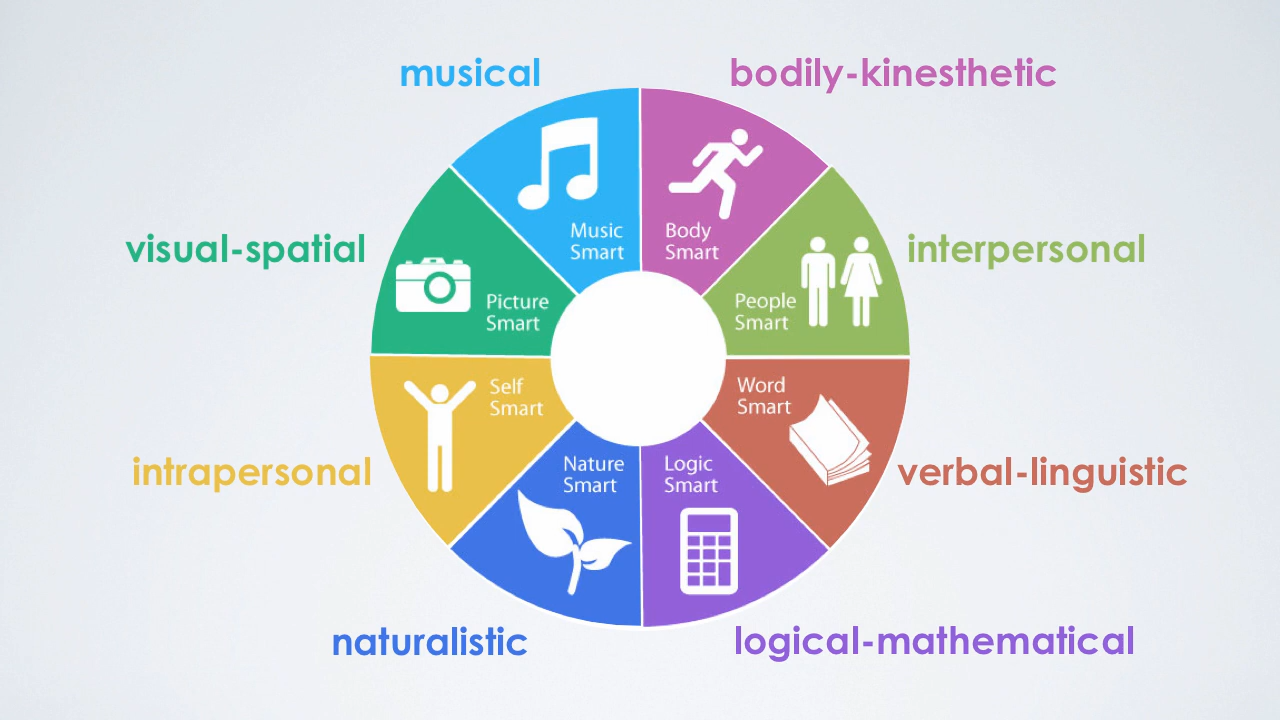 musical
bodily-kinesthetic
Music
Smart
Body
Smart
visual-spatial
interpersonal
Picture
Smart
People
Smart
Self
Smart
Word
Smart
intrapersonal
verbal-linguistic
Nature
Smart
Logic
Smart
naturalistic
logical-mathematical